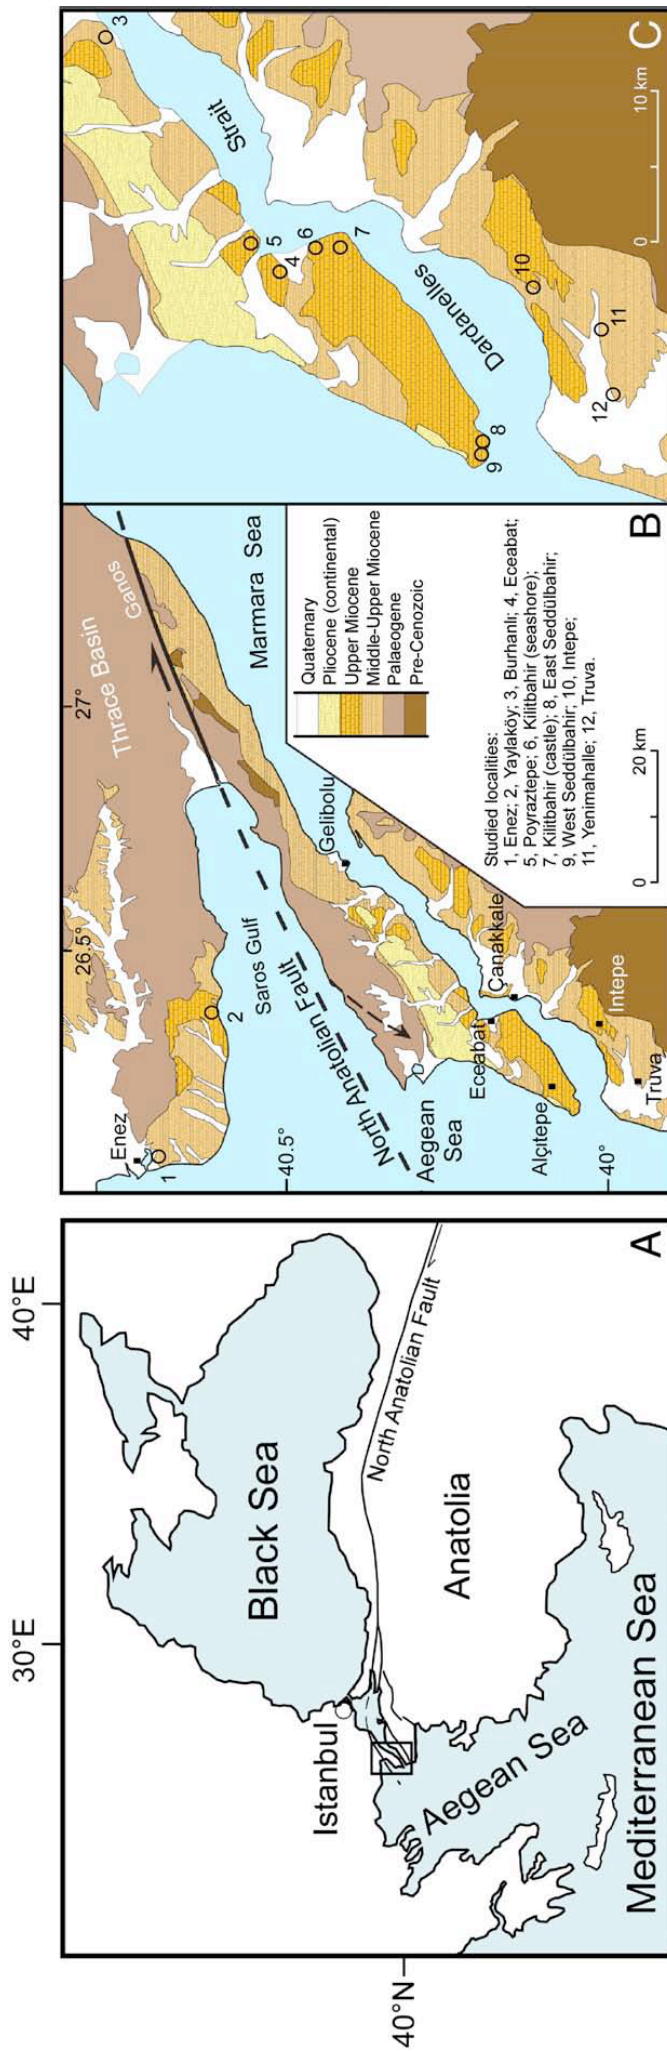 30°E
40°E
40°N
Black Sea
Istanbul
North Anatolian Fault
Anatolia
Aegean Sea
Mediterranean Sea
A
26.5°
27°
40.5°
40°
Enez
1
2
Thrace Basin
Ganos
Saros Gulf
North Anatolian Fault
Marmara Sea
Aegean
Sea
Gelibolu
Eceabat
Çanakkale
Alçıtepe
Intepe
Truva
Quaternary
Pliocene (continental)
Upper Miocene
Middle-Upper Miocene
Palaeogene
Pre-Cenozoic
Studied localities:
1, Enez; 2, Yaylaköy; 3, Burhanlı; 4, Eceabat;
5, Poyraztepe; 6, Kilitbahir (seashore);
7, Kilitbahir (castle); 8, East Seddülbahir;
9, West Seddülbahir; 10, Intepe;
11, Yenimahalle; 12, Truva.
0
20 km
B
3
Strait
5
4
6
7
Dardanelles
8
9
10
11
12
0
10 km
C